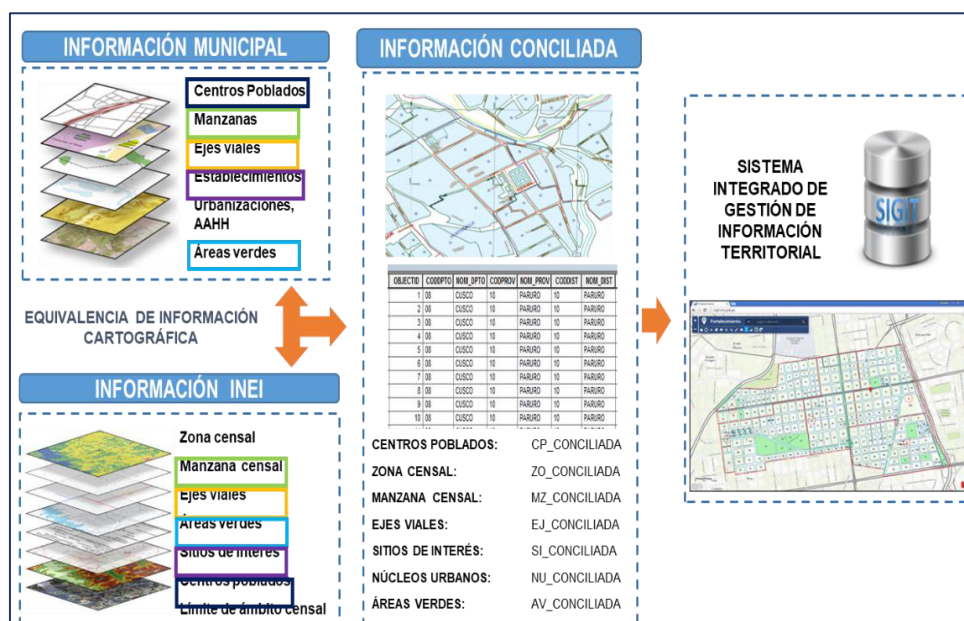 INFORMACIÓN MUNICIPAL
Centros Poblados
Manzanas
Ejes viales
Establecimientos
Urbanizaciones,
AAHH
Áreas verdes
EQUIVALENCIA DE INFORMACIÓN
CARTOGRÁFICA
INFORMACIÓN INEI
Zona censal
Manzana censal
Ejes viales
Áreas verdes
Sitios de interés
Centros poblados
Límite de ámbito censal
INFORMACIÓN CONCILIADA
OBJECTID CODDPTO NOM_DPTO CODPROV NOM_PROV CODDIST NOM_DIST
1 08 CUSCO 10 PARURO 10 PARURO
2 08 CUSCO 10 PARURO 10 PARURO
3 08 CUSCO 10 PARURO 10 PARURO
4 08 CUSCO 10 PARURO 10 PARURO
5 08 CUSCO 10 PARURO 10 PARURO
6 08 CUSCO 10 PARURO 10 PARURO
7 08 CUSCO 10 PARURO 10 PARURO
8 08 CUSCO 10 PARURO 10 PARURO
9 08 CUSCO 10 PARURO 10 PARURO
10 08 CUSCO 10 PARURO 10 PARURO
CENTROS POBLADOS: CP_CONCILIADA
ZONA CENSAL: ZO_CONCILIADA
MANZANA CENSAL: MZ_CONCILIADA
EJES VIALES: EJ_CONCILIADA
SITIOS DE INTERÉS: SI_CONCILIADA
NÚCLEOS URBANOS: NU_CONCILIADA
ÁREAS VERDES: AV_CONCILIADA
SISTEMA
INTEGRADO DE
GESTIÓN DE
INFORMACIÓN
TERRITORIAL
SIGIT